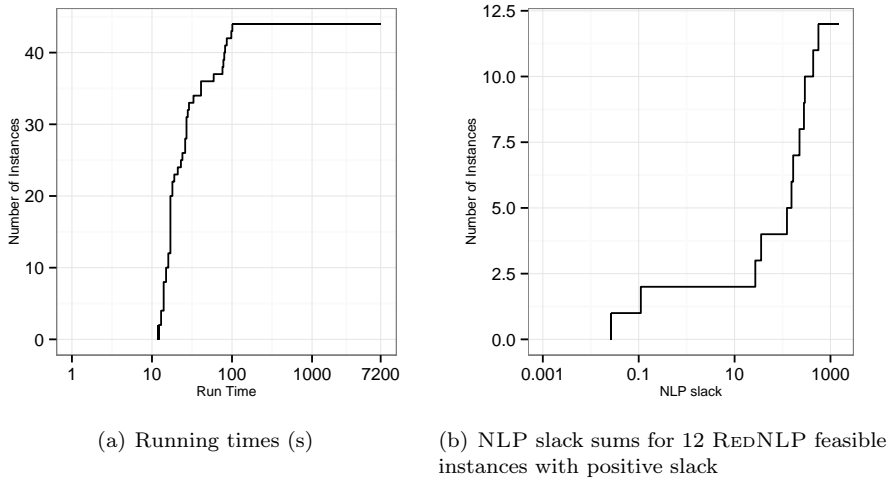 40
30
20
10
0
Number of Instances
1
10
100
1000
7200
Run Time
12.5
10.0
7.5
5.0
2.5
0.0
Number of Instances
0.001
0.1
10
1000
NLP slack
(a) Running times (s)
(b) NLP slack sums for 12 REDNLP feasible
instances with positive slack